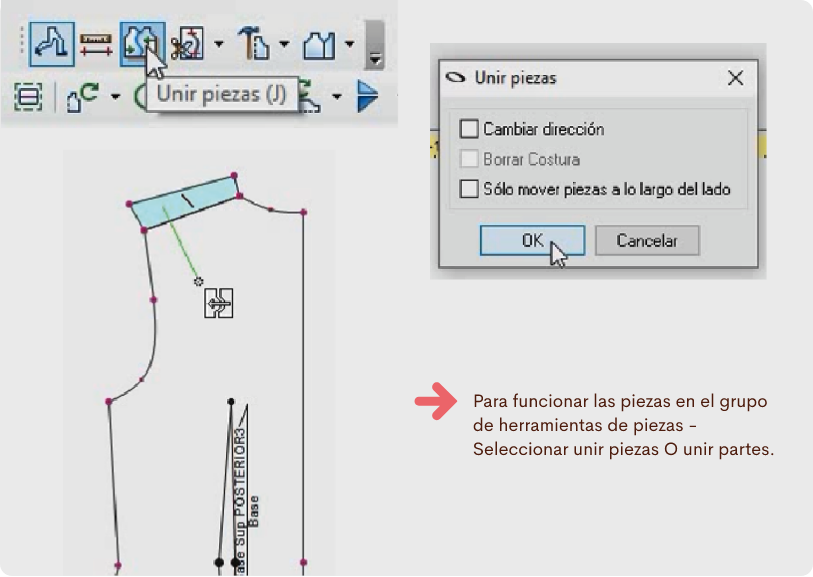 Unir piezas (J)
Unir piezas
Cambiar dirección
Borrar Costura
Sólo mover piezas a lo largo del lado
OK
Cancelar
Sup POSTERIOR3
Base
Para funcionar las piezas en el grupo
de herramientas de piezas -
Seleccionar unir piezas O unir partes.